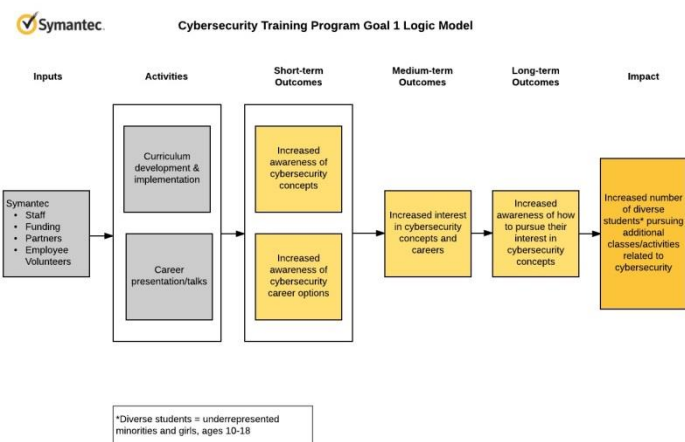 Symantec.
Cybersecurity Training Program Goal 1 Logic Model
Inputs
Activities
Short-term
Outcomes
Medium-term
Outcomes
Long-term
Outcomes
Impact
Symantec
• Staff
• Funding
• Partners
• Employee
Volunteers
Curriculum
development &
implementation
Career
presentation/talks
Increased
awareness of
cybersecurity
concepts
Increased
awareness of
cybersecurity
career options
Increased interest
in cybersecurity
concepts and
careers
Increased
awareness of how
to pursue their
interest in
cybersecurity
concepts
Increased number
of diverse
students* pursuing
additional
classes/activities
related to
cybersecurity
*Diverse students = underrepresented
minorities and girls, ages 10-18